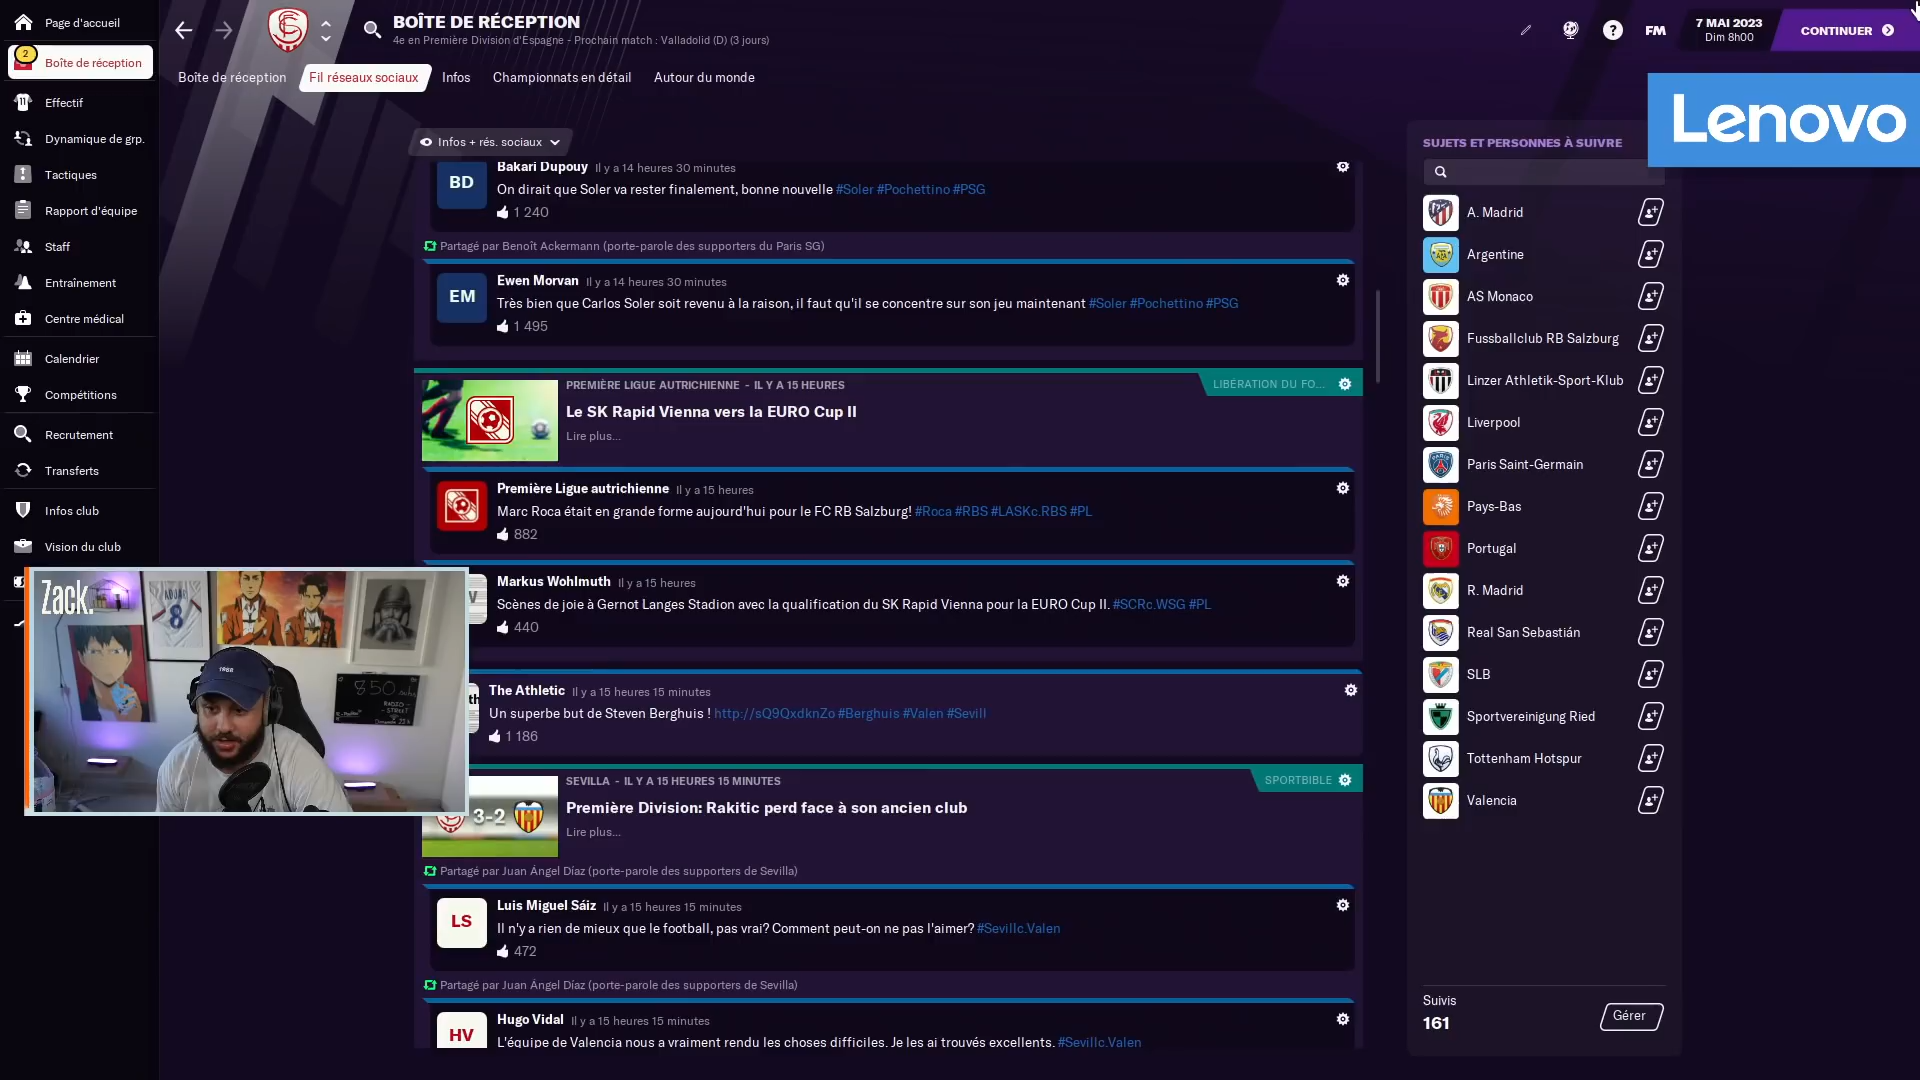 Page d'accueil
2
Boîte de réception
Effectif
Dynamique de grp.
Tactiques
Rapport d'équipe
Staff
Entraînement
Centre médical
Calendrier
Compétitions
Recrutement
Transferts
Infos club
Vision du club
BOÎTE DE RÉCEPTION
4e en Première Division d'Espagne - Prochain match : Valladolid (D) (3 jours)
FM
7 MAI 2023
Dim 8h00
CONTINUER
Boîte de réception
Fil réseaux sociaux
Infos
Championnats en détail
Autour du monde
Lenovo
Infos + rés. sociaux
BD
Bakari Dupouy Il y a 14 heures 30 minutes
On dirait que Soler va rester finalement, bonne nouvelle #Soler #Pochettino #PSG
1 240
Partagé par Benoît Ackermann (porte-parole des supporters du Paris SG)
EM
Ewen Morvan Il y a 14 heures 30 minutes
Très bien que Carlos Soler soit revenu à la raison, il faut qu'il se concentre sur son jeu maintenant #Soler #Pochettino #PSG
1 495
PREMIÈRE LIGUE AUTRICHIENNE - IL Y A 15 HEURES
LIBERATION DU FO...
Le SK Rapid Vienna vers la EURO Cup II
Lire plus...
Première Ligue autrichienne Il y a 15 heures
Marc Roca était en grande forme aujourd'hui pour le FC RB Salzburg! #Roca #RBS #LASKc.RBS #PL
882
Markus Wohlmuth Il y a 15 heures
Scènes de joie à Gernot Langes Stadion avec la qualification du SK Rapid Vienna pour la EURO Cup II. #SCRc.WSG #PL
440
The Athletic Il y a 15 heures 15 minutes
Un superbe but de Steven Berghuis ! http://sQ9QxdknZo #Berghuis #Valen #Sevill
1 186
SEVILLA - IL Y A 15 HEURES 15 MINUTES
SPORTBIBLE
3-2
Première Division: Rakitic perd face à son ancien club
Lire plus...
Partagé par Juan Ángel Díaz (porte-parole des supporters de Sevilla)
LS
Luis Miguel Sáiz Il y a 15 heures 15 minutes
Il n'y a rien de mieux que le football, pas vrai? Comment peut-on ne pas l'aimer? #Sevillc.Valen
472
Partagé par Juan Ángel Díaz (porte-parole des supporters de Sevilla)
HV
Hugo Vidal Il y a 15 heures 15 minutes
L'équipe de Valencia nous a vraiment rendu les choses difficiles. Je les ai trouvés excellents. #Sevillc.Valen
Zack.
8
1868
850
SUJETS ET PERSONNES À SUIVRE
A. Madrid
Argentine
AS Monaco
Fussballclub RB Salzburg
Linzer Athletik-Sport-Klub
Liverpool
Paris Saint-Germain
Pays-Bas
Portugal
R. Madrid
Real San Sebastián
SLB
Sportvereinigung Ried
Tottenham Hotspur
Valencia
Suivis
161
Gérer